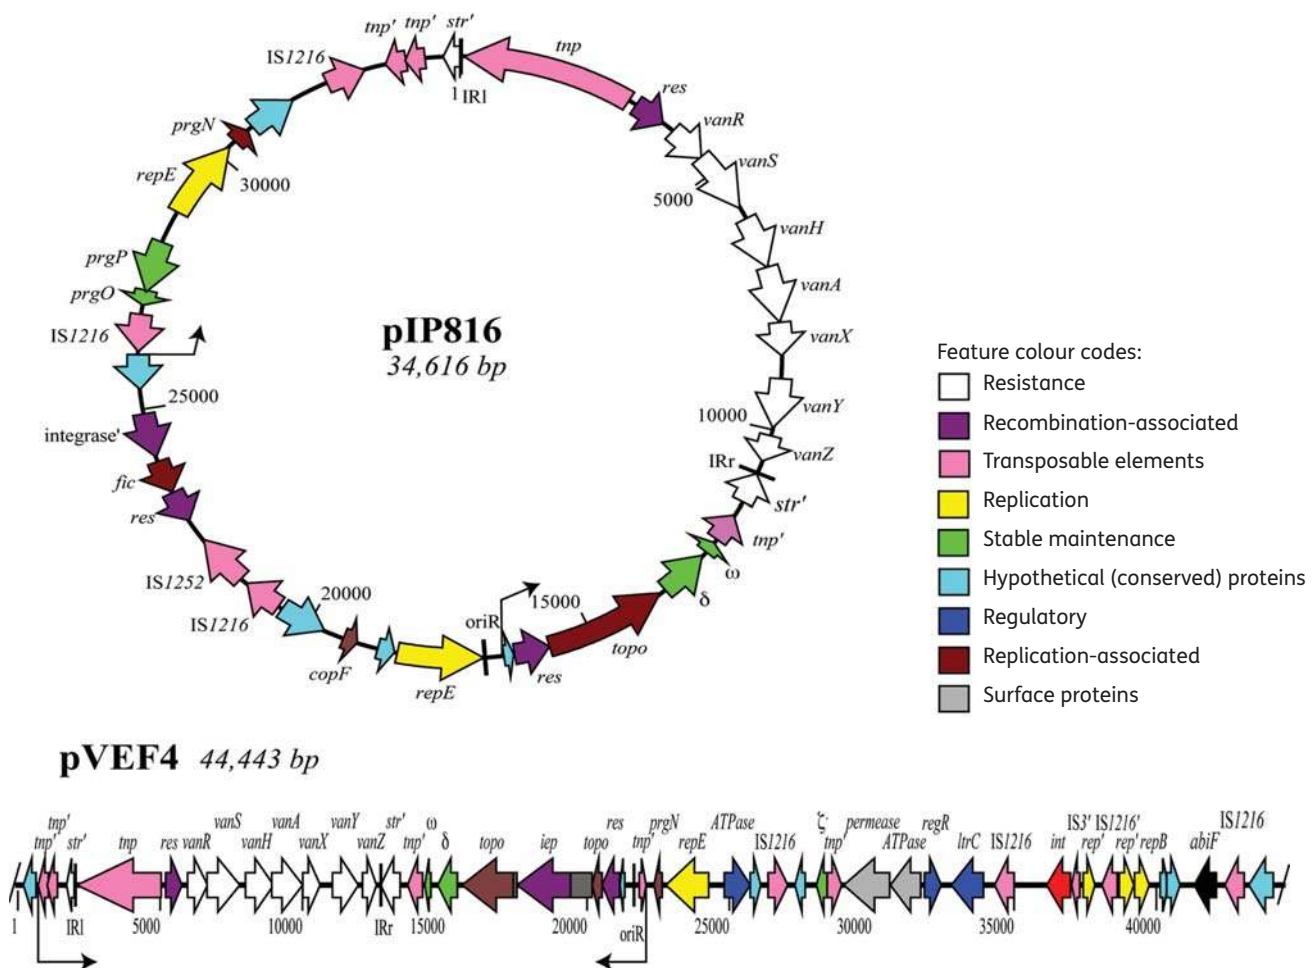 tnp' tnp' str'
tnp
IS1216
1 IRl
res
vanR
vanS
5000
vanH
vanA
vanX
vanY
10000
vanZ
IRr
str'
tnp'
ω
δ
15000
topo
res
oriR
repE
copF
20000
IS1216
IS1252
res
fic
integrase'
25000
IS1216
prgO
prgP
repE
30000
prgN
pIP816
34,616 bp
Feature colour codes:
Resistance
Recombination-associated
Transposable elements
Replication
Stable maintenance
Hypothetical (conserved) proteins
Regulatory
Replication-associated
Surface proteins
pVEF4 44,443 bp
tnp' vanS vanA vanY str' ω res prgN ATPase ζ permease regR IS1216 IS3' IS1216' repB IS1216
tnp' str' tnp res vanR vanH vanX vanZ tnp' δ topo iep topo tnp' repE IS1216 tnp' ATPase ltrC int rep' rep' abiF
1 IRl 5000 10000 IRr 15000 20000 oriR 25000 30000 35000 40000